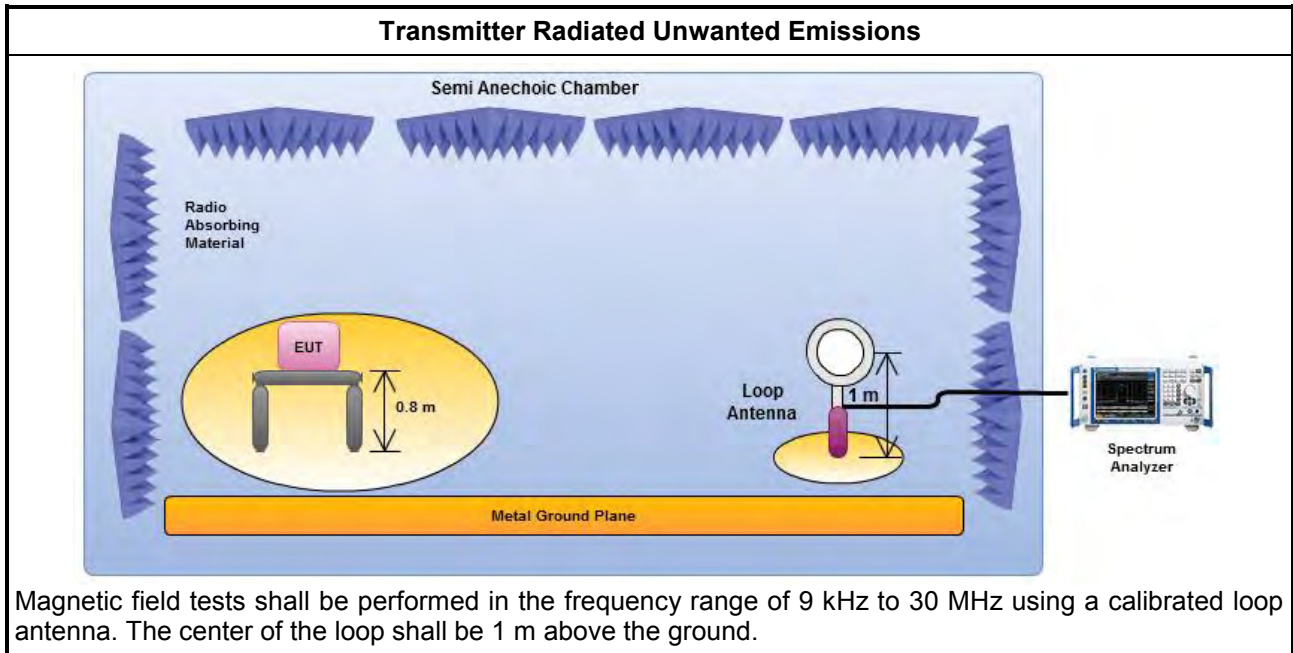 Transmitter Radiated Unwanted Emissions
Semi Anechoic Chamber
Radio
Absorbing
Material
EUT
0.8 m
Loop
Antenna
1 m
Spectrum
Analyzer
Metal Ground Plane
Magnetic field tests shall be performed in the frequency range of 9 kHz to 30 MHz using a calibrated loop
antenna. The center of the loop shall be 1 m above the ground.